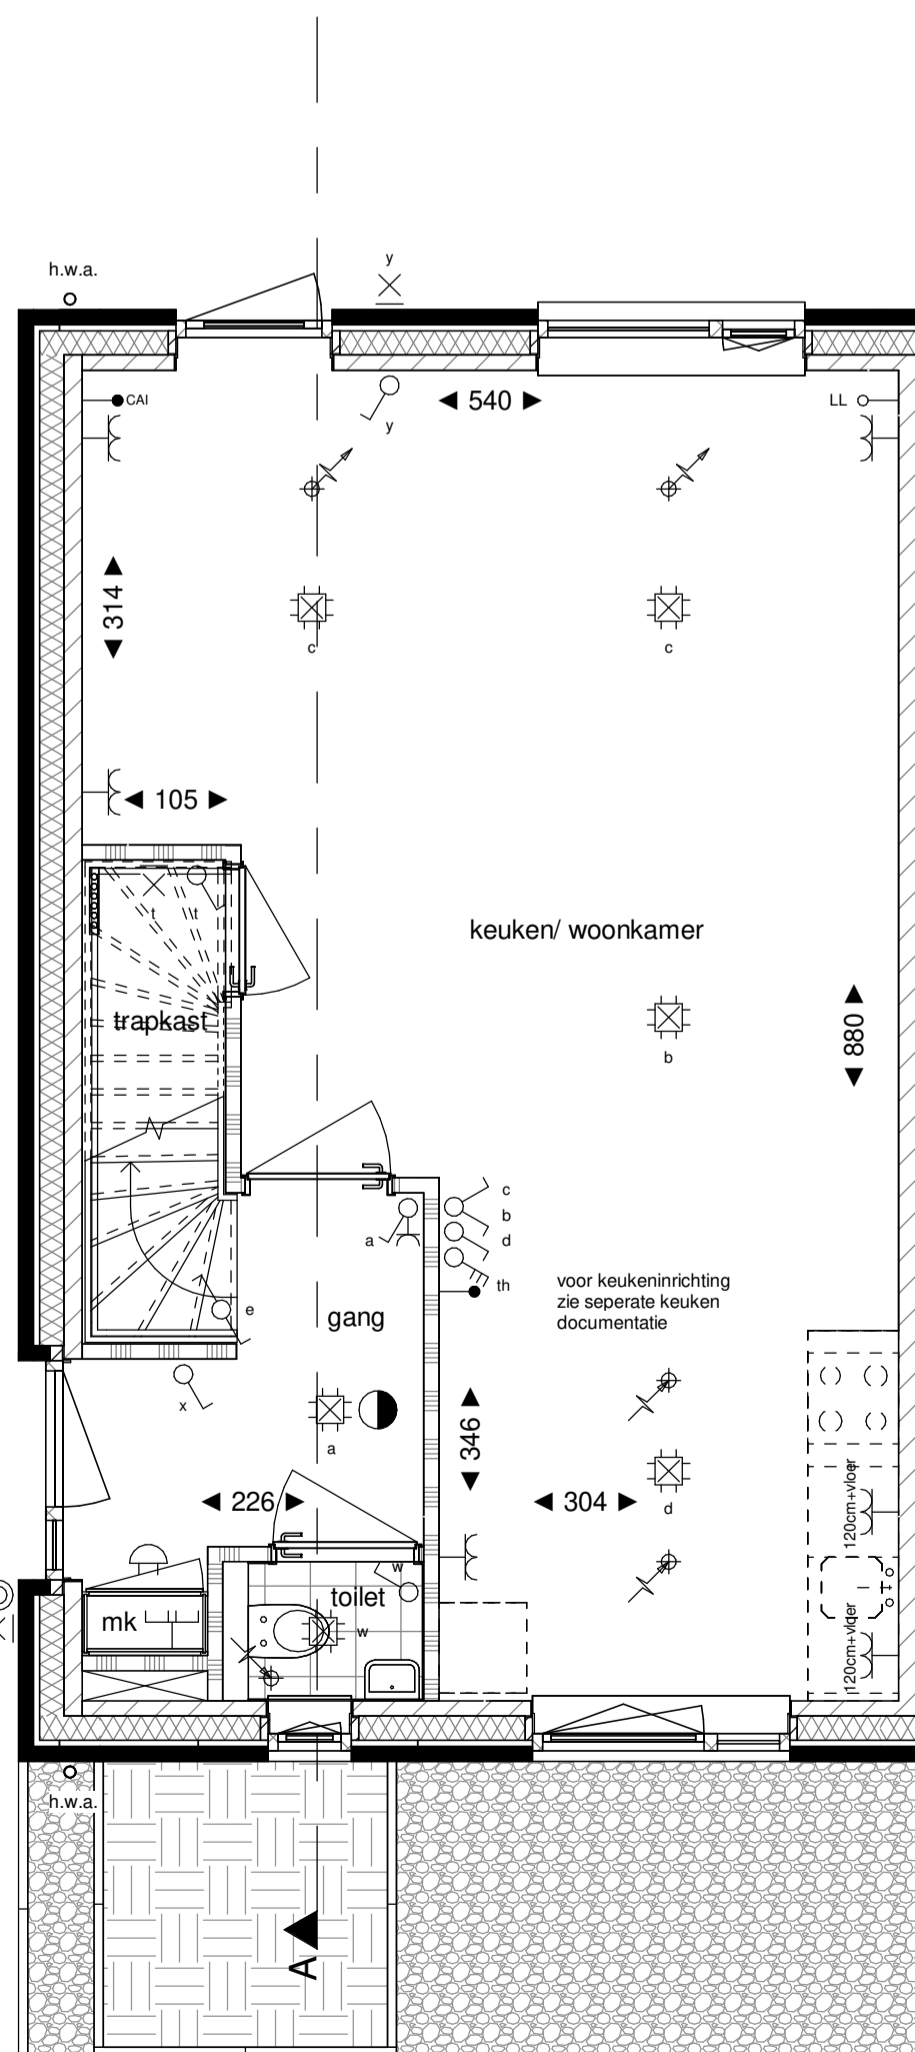 y
h.w.a.
CAI
540
LL
y
314
c
c
105
t
t
keuken/ woonkamer
trapkast
880
b
c
b
a
d
th
voor keukeninrichting
zie seperate keuken
documentatie
e
gang
x
a
346
120cm+vloer
226
304
d
w
toilet
mk
w
120cm+vloer
h.w.a.
A